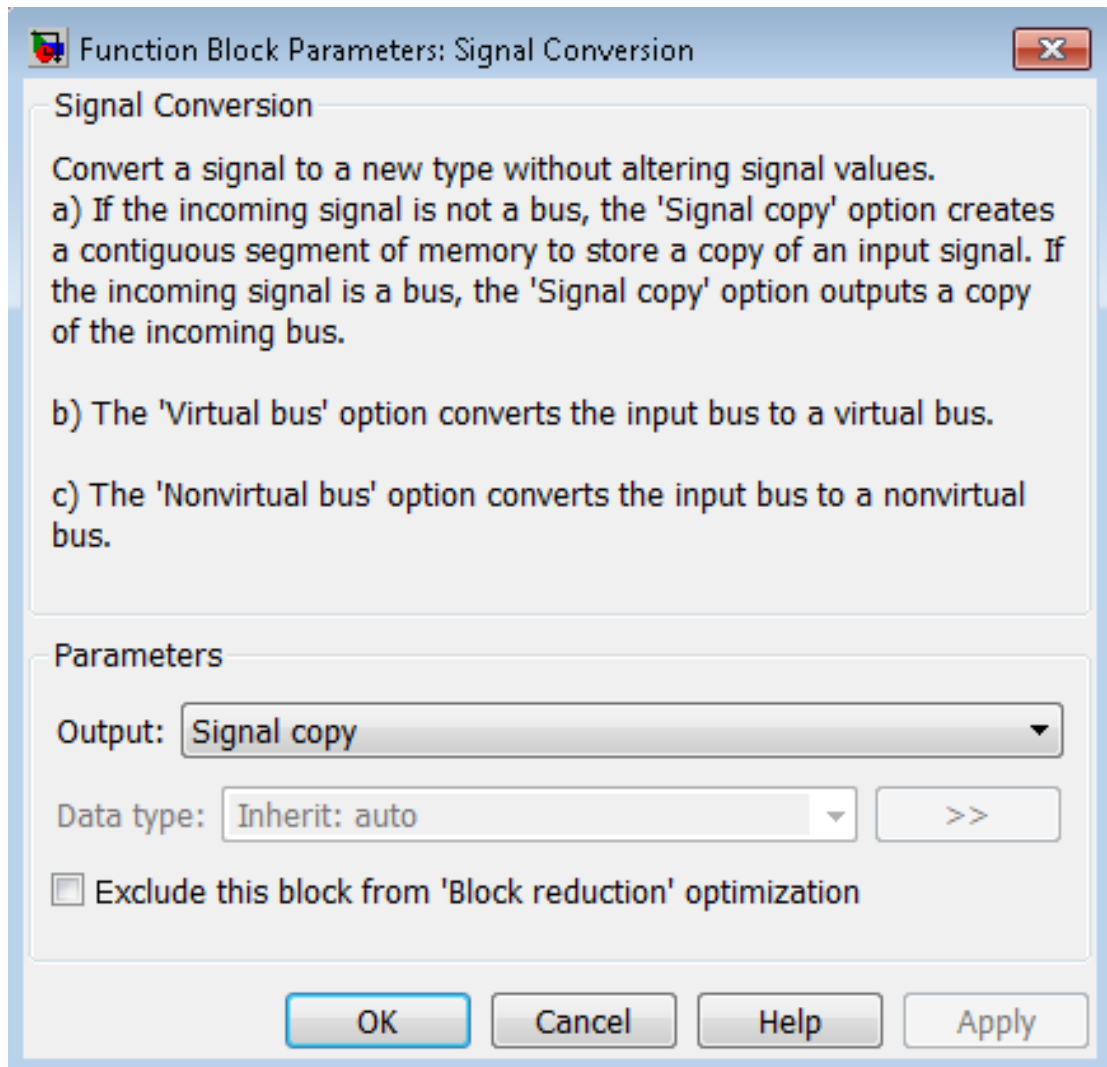 Function Block Parameters: Signal Conversion
Signal Conversion
Convert a signal to a new type without altering signal values.
a) If the incoming signal is not a bus, the 'Signal copy' option creates
a contiguous segment of memory to store a copy of an input signal. If
the incoming signal is a bus, the 'Signal copy' option outputs a copy
of the incoming bus.
b) The 'Virtual bus' option converts the input bus to a virtual bus.
c) The 'Nonvirtual bus' option converts the input bus to a nonvirtual
bus.
Parameters
Output: Signal copy
Data type: Inherit: auto >>
Exclude this block from 'Block reduction' optimization
OK Cancel Help Apply